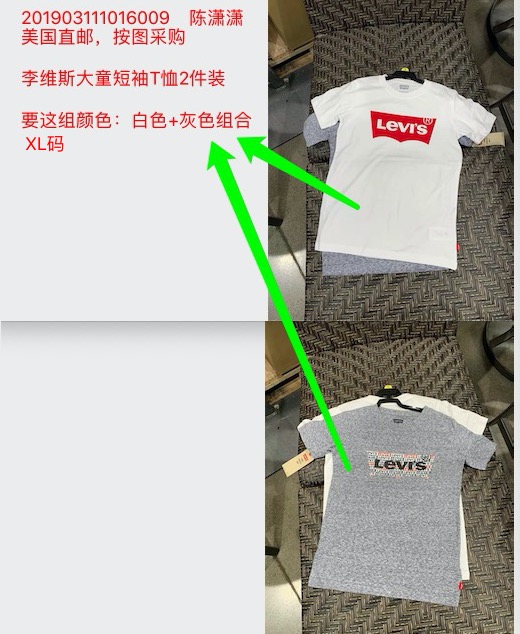 201903111016009 陈潇潇
美国直邮，按图采购
李维斯大童短袖T恤2件装
要这组颜色：白色+灰色组合
XL码
Levi's®
Levi's